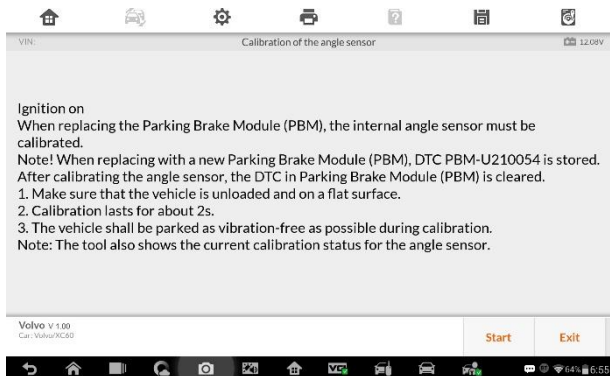 VIN:
Calibration of the angle sensor
12.08V
Ignition on
When replacing the Parking Brake Module (PBM), the internal angle sensor must be
calibrated.
Note! When replacing with a new Parking Brake Module (PBM), DTC PBM-U210054 is stored.
After calibrating the angle sensor, the DTC in Parking Brake Module (PBM) is cleared.
1. Make sure that the vehicle is unloaded and on a flat surface.
2. Calibration lasts for about 2s.
3. The vehicle shall be parked as vibration-free as possible during calibration.
Note: The tool also shows the current calibration status for the angle sensor.
Volvo V 1.00
Car: Volvo/XC60
Start
Exit
64% 6:55